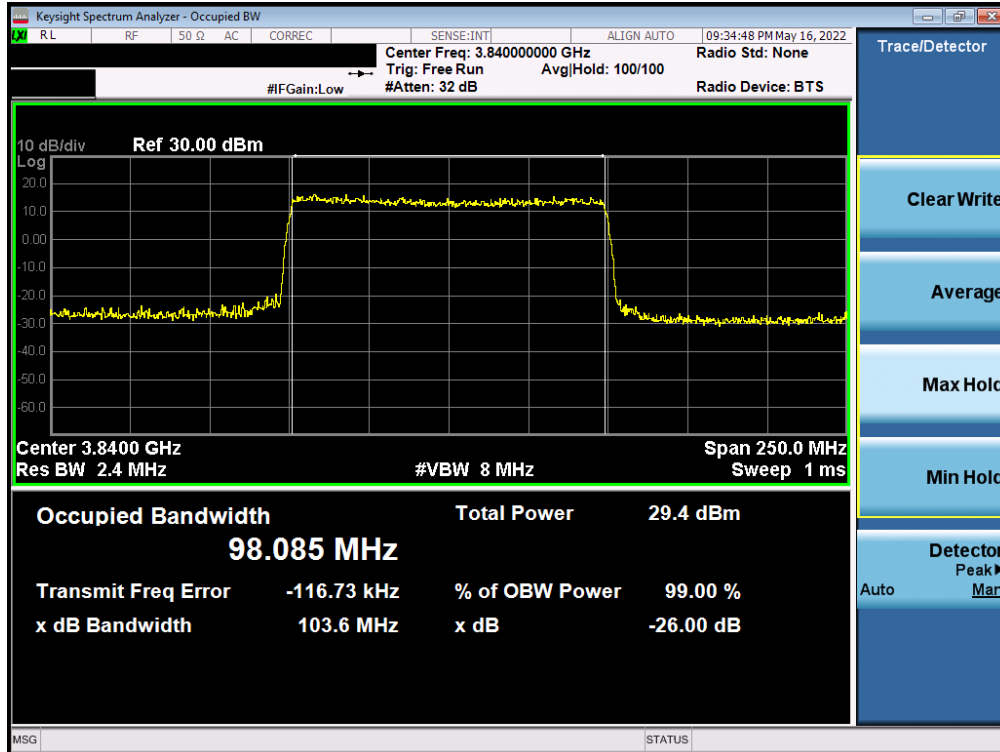 Keysight Spectrum Analyzer - Occupied BW
LXI RL RF 50 Ω AC CORREC SENSE:INT ALIGN AUTO 09:34:48 PM May 16, 2022
Center Freq: 3.840000000 GHz Radio Std: None
Trig: Free Run Avg|Hold: 100/100
#IFGain:Low #Atten: 32 dB Radio Device: BTS
Trace/Detector
10 dB/div Ref 30.00 dBm
Log
20.0
10.0
0.00
-10.0
-20.0
-30.0
-40.0
-50.0
-60.0
Center 3.8400 GHz Span 250.0 MHz
Res BW 2.4 MHz #VBW 8 MHz Sweep 1 ms
Occupied Bandwidth Total Power 29.4 dBm
98.085 MHz
Transmit Freq Error -116.73 kHz % of OBW Power 99.00 %
x dB Bandwidth 103.6 MHz x dB -26.00 dB
Clear Write
Average
Max Hold
Min Hold
Detector
Peak
Auto Man
MSG STATUS